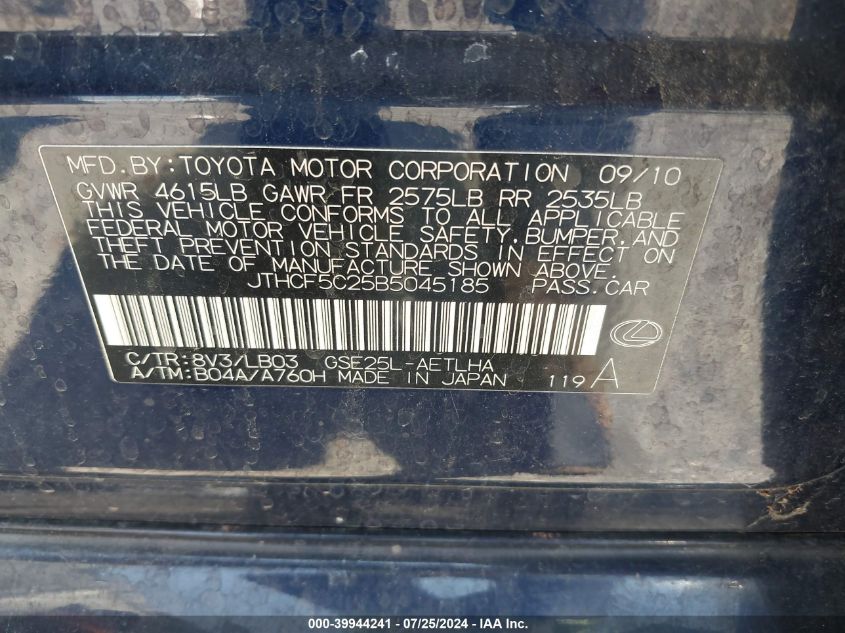 MFD.BY:TOYOTA MOTOR CORPORATION 09/10
GVWR 4615LB GAWR FR 2575LB RR 2535LB
THIS VEHICLE CONFORMS TO ALL APPLICABLE
FEDERAL MOTOR VEHICLE SAFETY, BUMPER, AND
THEFT PREVENTION STANDARDS IN EFFECT ON
THE DATE OF MANUFACTURE SHOWN ABOVE.
JTHCF5C25B5045185 PASS.CAR
C/TR:8V3/LB03 GSE25L-AETLHA
A/TM:B04A/A760H MADE IN JAPAN 119A
000-39944241 - 07/25/2024 - IAA Inc.